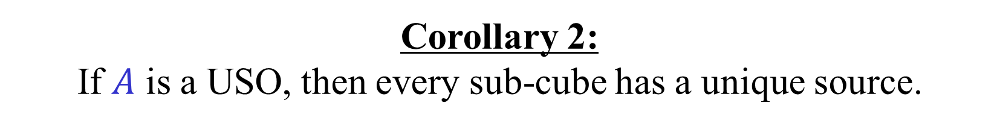 Corollary 2:
If A is a USO, then every sub-cube has a unique source.